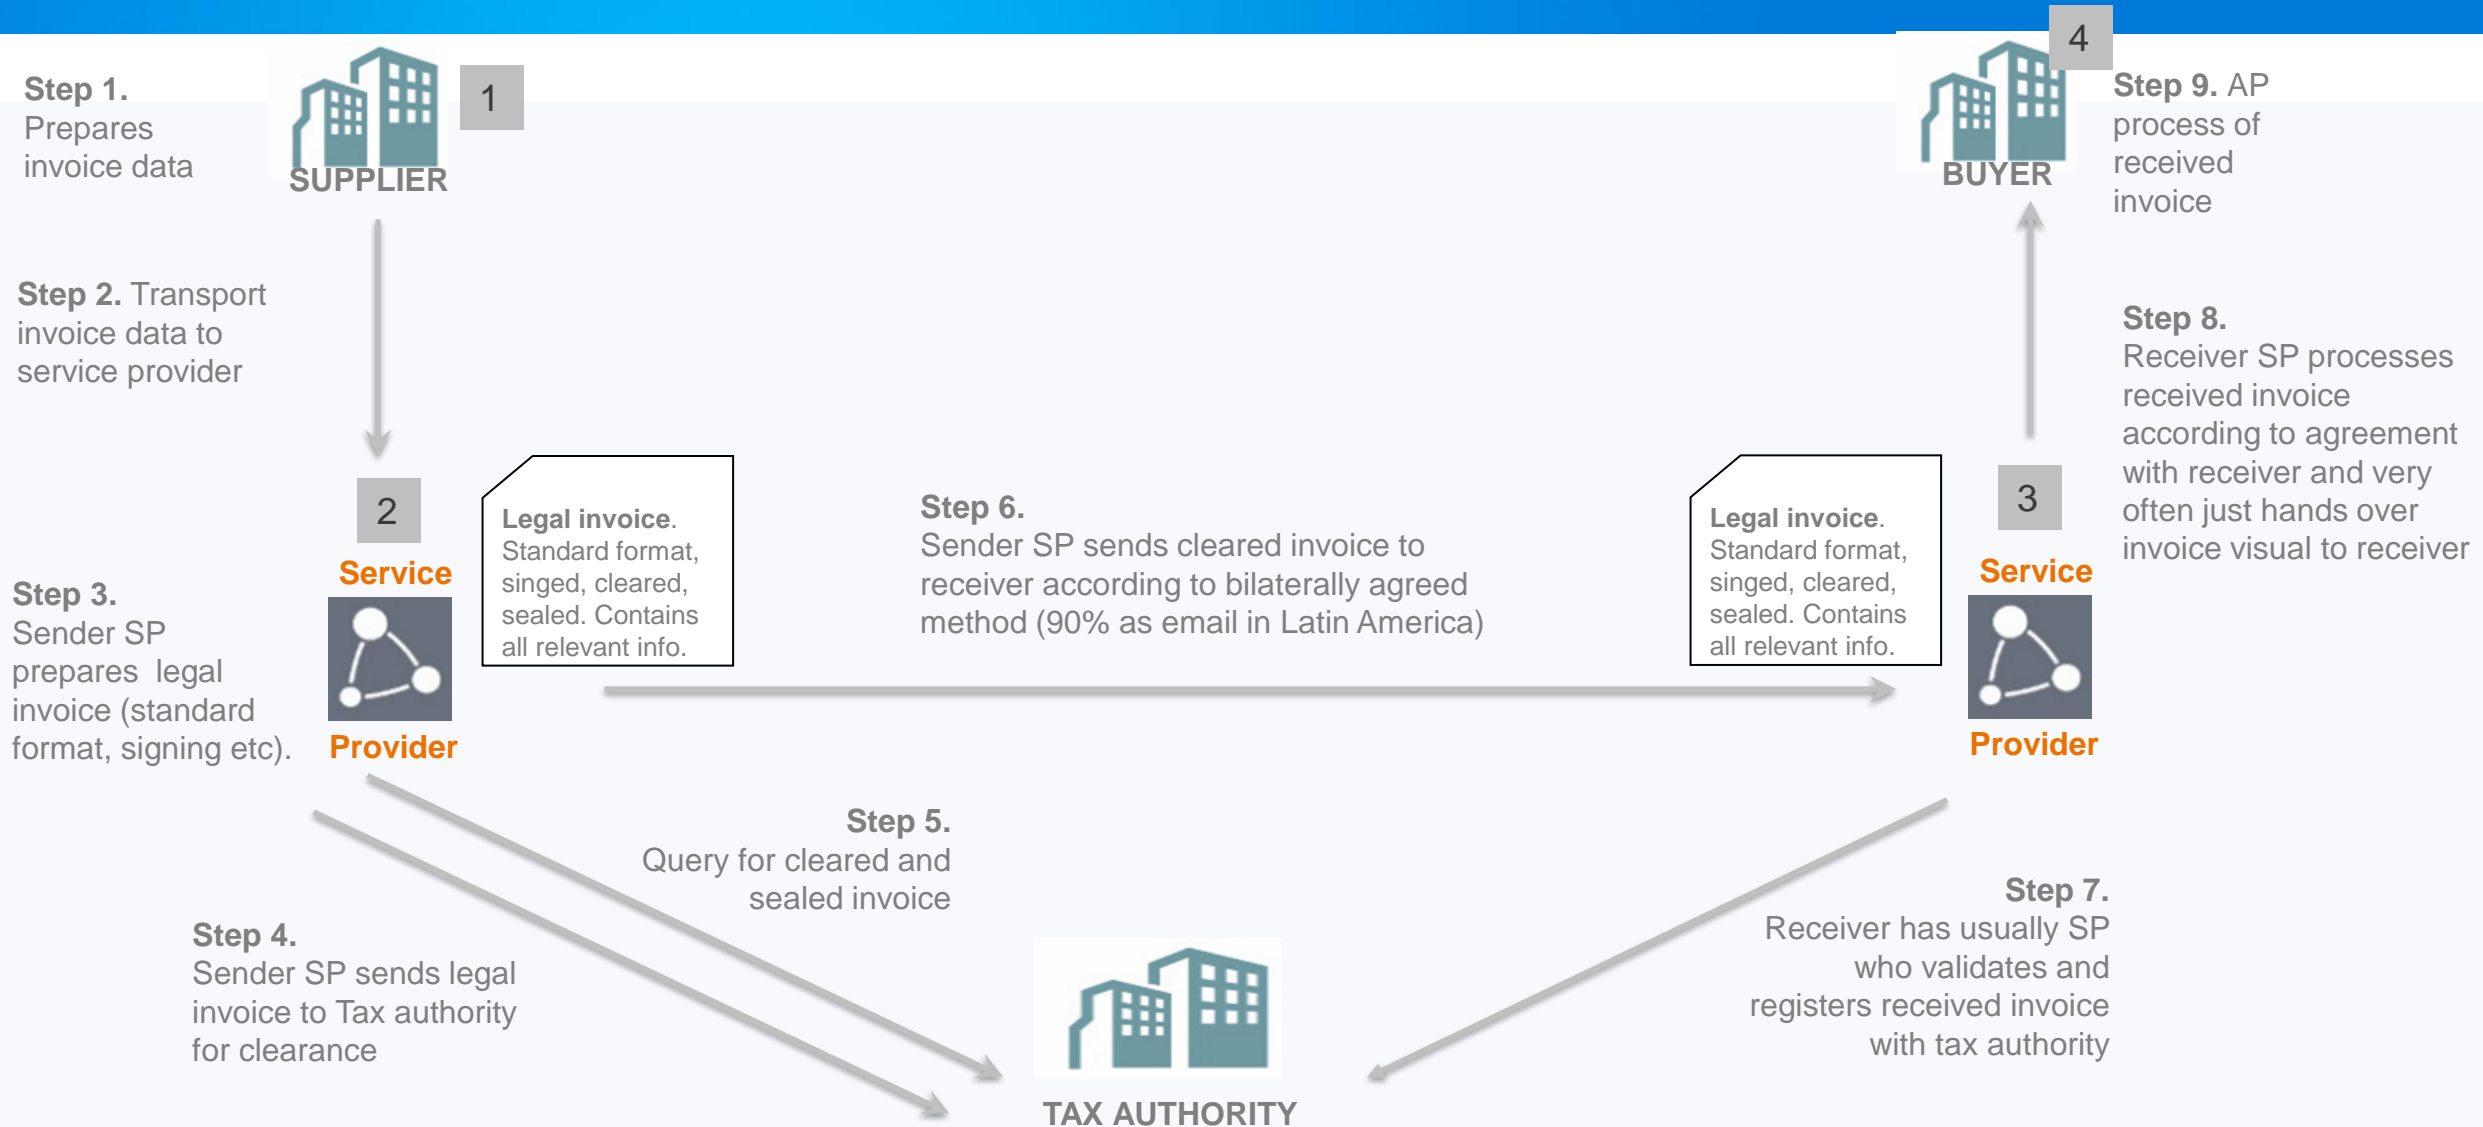 Step 1.
Prepares
invoice data
SUPPLIER
1
4
BUYER
Step 9. AP
process of
received
invoice
Step 2. Transport
invoice data to
service provider
Step 8.
Receiver SP processes
received invoice
according to agreement
with receiver and very
often just hands over
invoice visual to receiver
2
Service
Provider
Legal invoice.
Standard format,
singed, cleared,
sealed. Contains
all relevant info.
Step 6.
Sender SP sends cleared invoice to
receiver according to bilaterally agreed
method (90% as email in Latin America)
Legal invoice.
Standard format,
singed, cleared,
sealed. Contains
all relevant info.
3
Service
Provider
Step 3.
Sender SP
prepares  legal
invoice (standard
format, signing etc).
Step 5.
Query for cleared and
sealed invoice
Step 4.
Sender SP sends legal
invoice to Tax authority
for clearance
Step 7.
Receiver has usually SP
who validates and
registers received invoice
with tax authority
TAX AUTHORITY